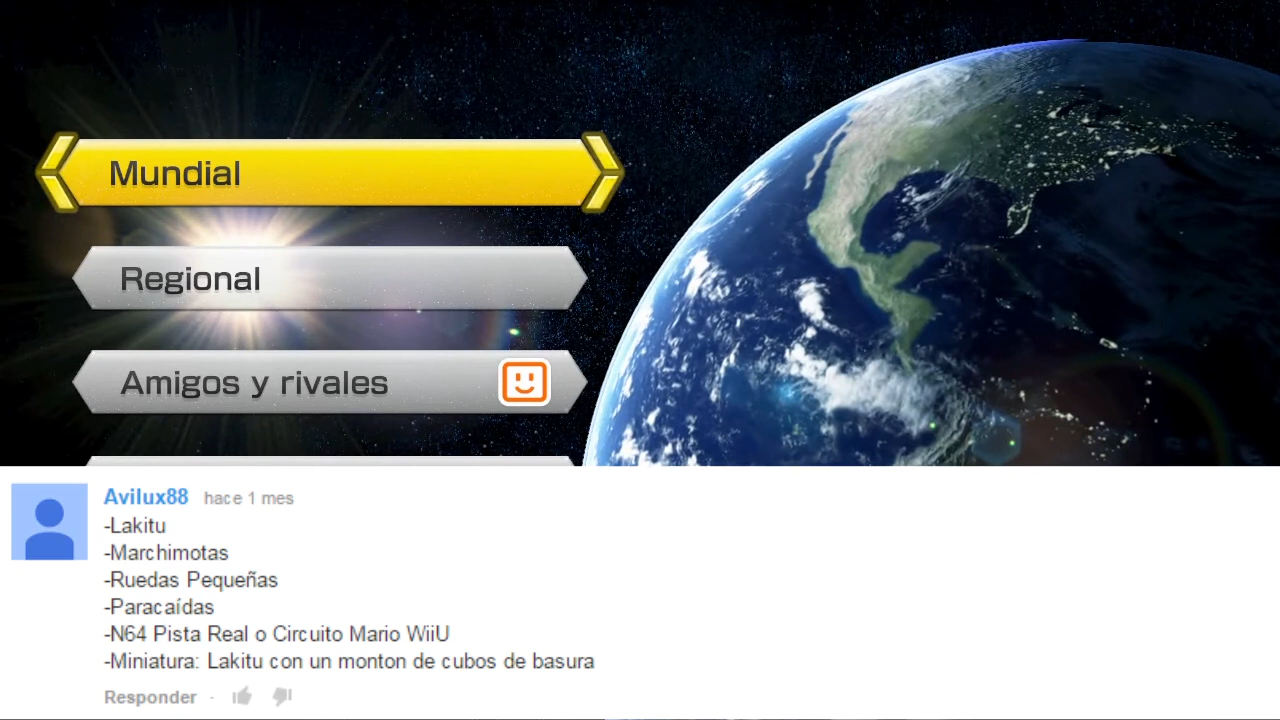 Mundial
Regional
Amigos y rivales
Avilux88 hace 1 mes
-Lakitu
-Marchimotas
-Ruedas Pequeñas
-Paracaídas
-N64 Pista Real o Circuito Mario WiiU
-Miniatura: Lakitu con un monton de cubos de basura
Responder ·